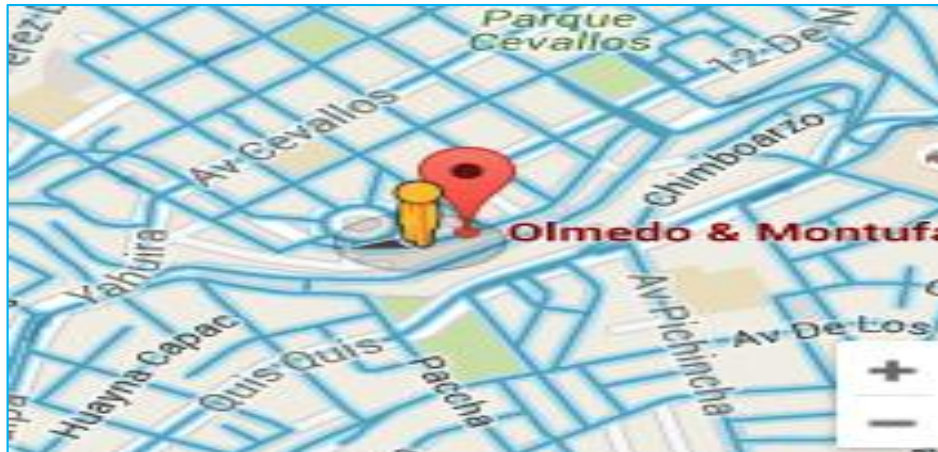 Parque
Cevallos
12 De N
Av Cevallos
Chimboarzo
Olmedo & Montufa
Yahuira
Av Pichincha
Av De Los
Huayna Capac
Quis Quis
Paccha
+
−